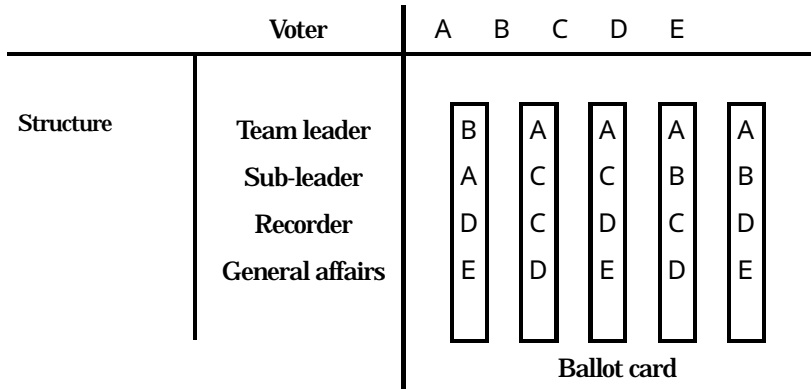 Voter A B C D E
Structure
Team leader B A A A A
Sub-leader A C C B B
Recorder D C D C D
General affairs E D E D E
Ballot card